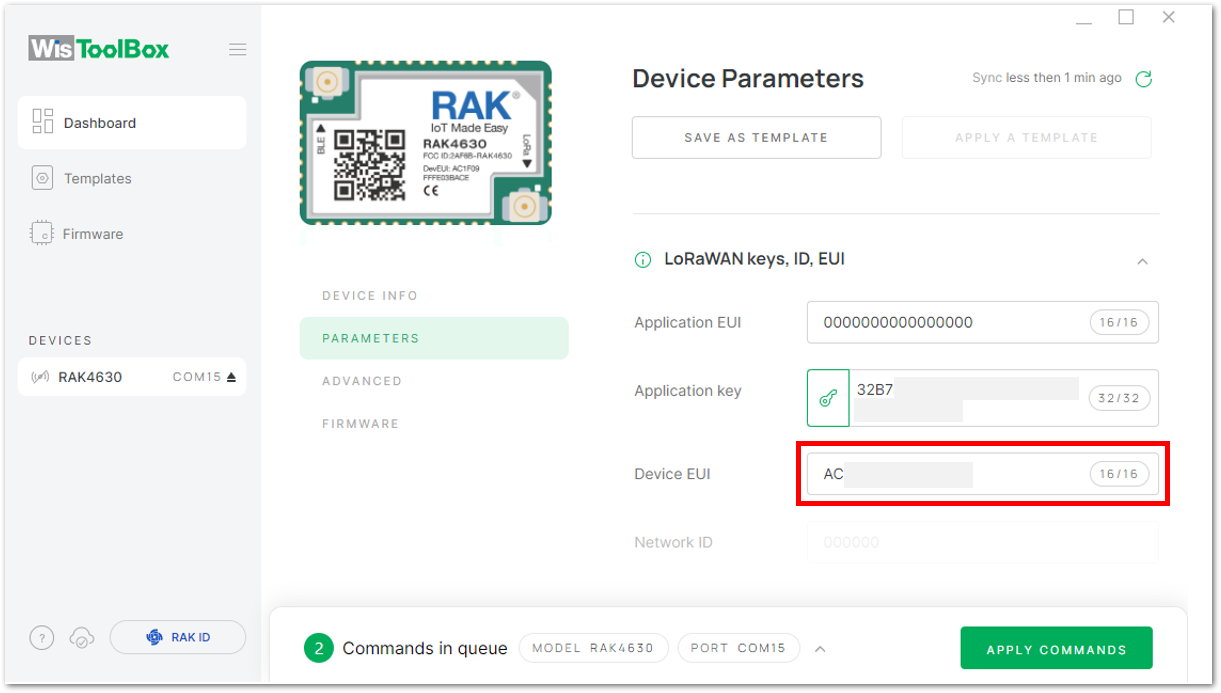 WisToolBox
Dashboard
Templates
Firmware
DEVICES
RAK4630 COM15
?
RAK ID
RAK®
IoT Made Easy
RAK4630
FCC ID:2AF6B-RAK4630
DevEUI: AC1F09
FFFE03BACE
CE
BLE
LoRa
DEVICE INFO
PARAMETERS
ADVANCED
FIRMWARE
Device Parameters
Sync less then 1 min ago
SAVE AS TEMPLATE
APPLY A TEMPLATE
LoRaWAN keys, ID, EUI
Application EUI 0000000000000000 16/16
Application key 32B7 32/32
Device EUI AC 16/16
Network ID 000000
2 Commands in queue MODEL RAK4630 PORT COM15
APPLY COMMANDS